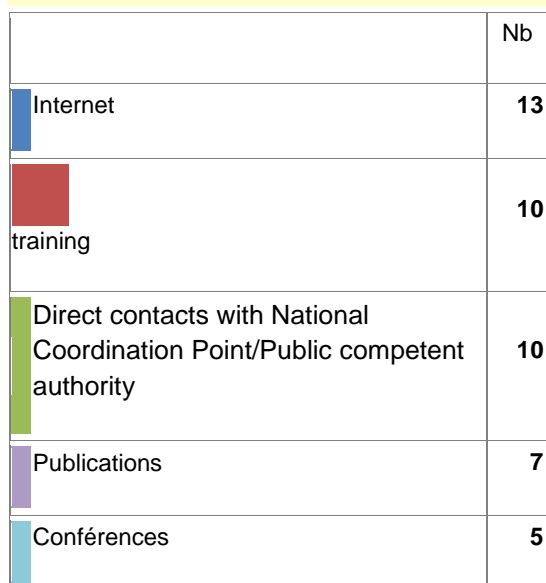 Nb
Internet 13
training 10
Direct contacts with National
Coordination Point/Public competent 10
authority
Publications 7
Conférences 5